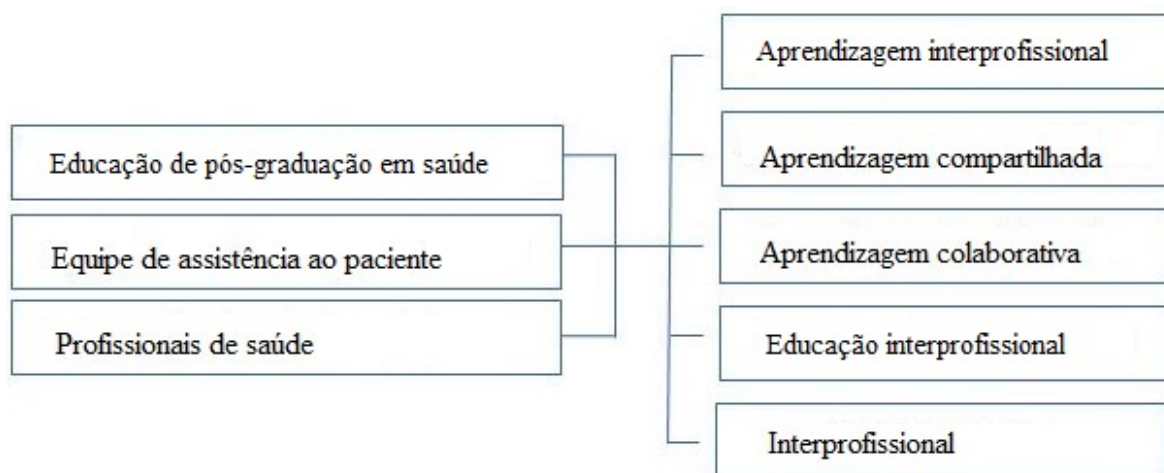 Educação de pós-graduação em saúde
Equipe de assistência ao paciente
Profissionais de saúde
Aprendizagem interprofissional
Aprendizagem compartilhada
Aprendizagem colaborativa
Educação interprofissional
Interprofissional